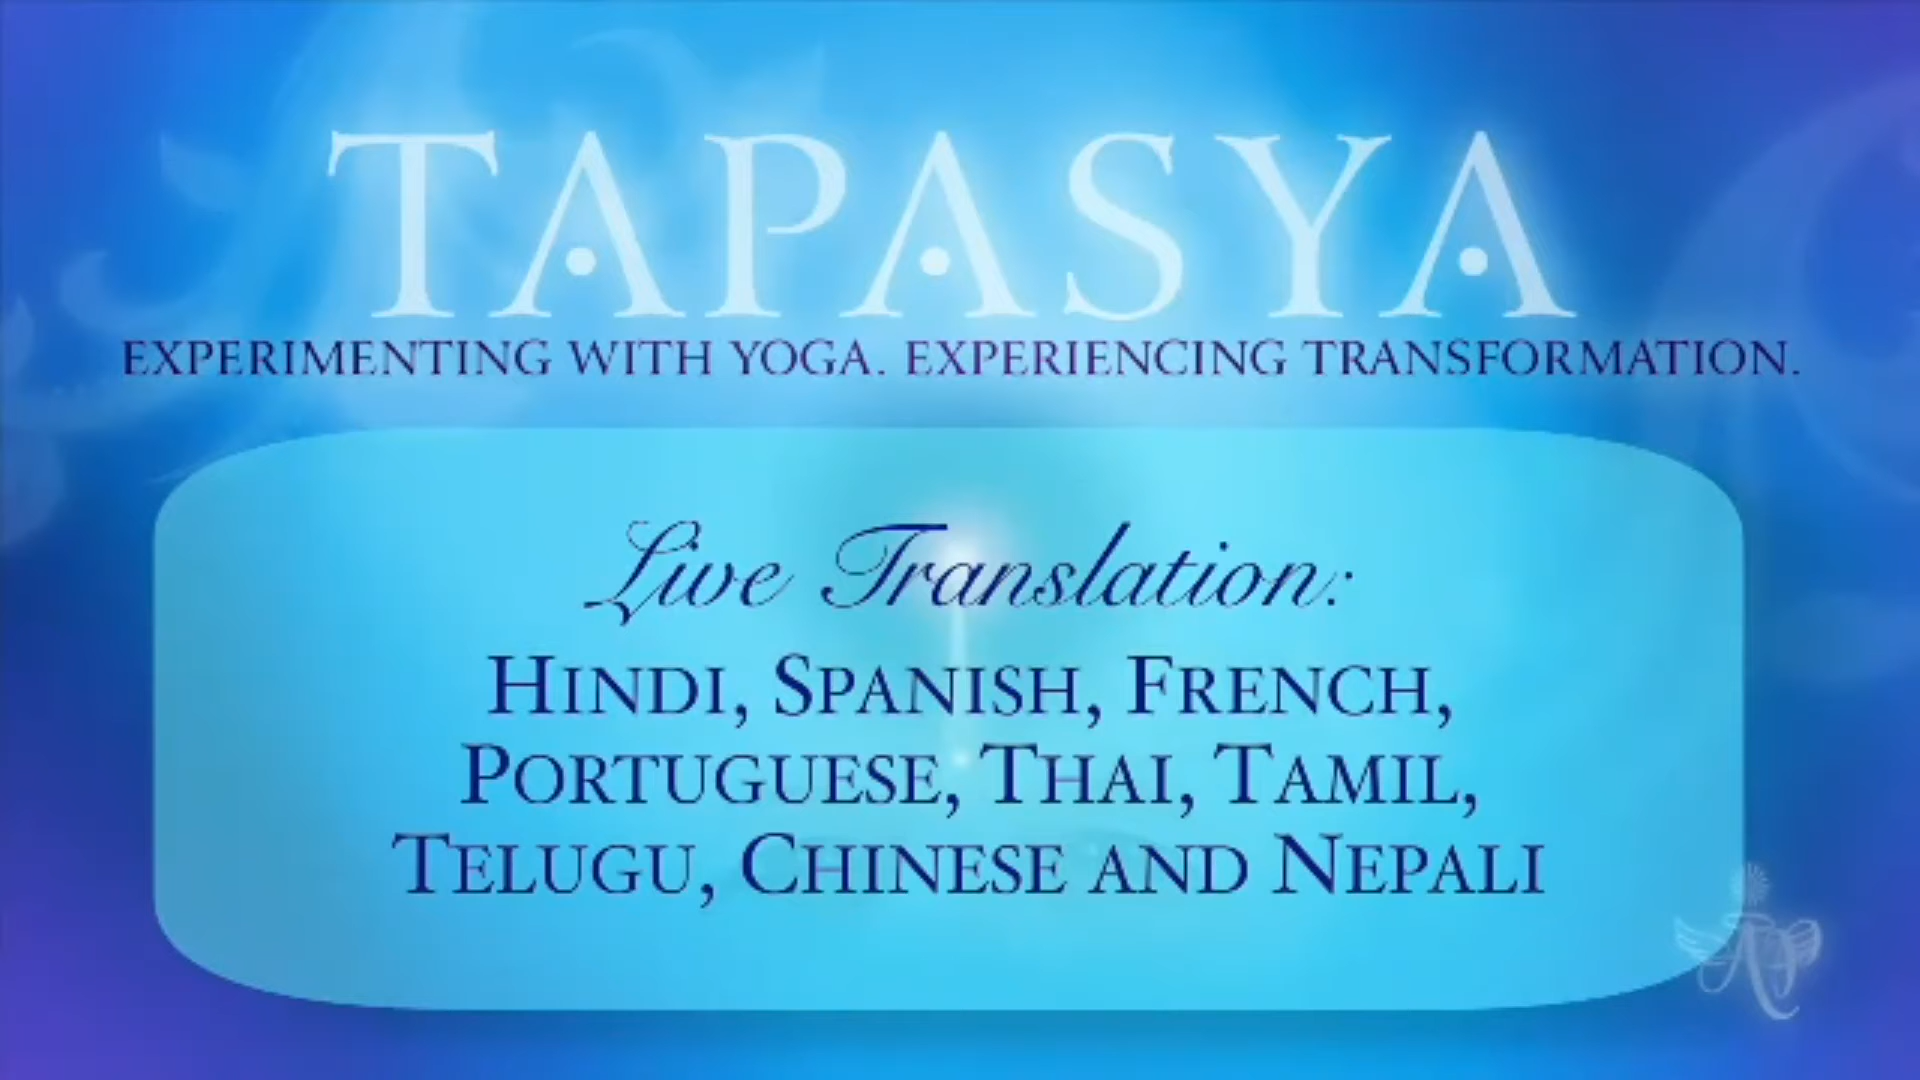 TAPASYA
EXPERIMENTING WITH YOGA. EXPERIENCING TRANSFORMATION.
Live Translation:
HINDI, SPANISH, FRENCH,
PORTUGUESE, THAI, TAMIL,
TELUGU, CHINESE AND NEPALI